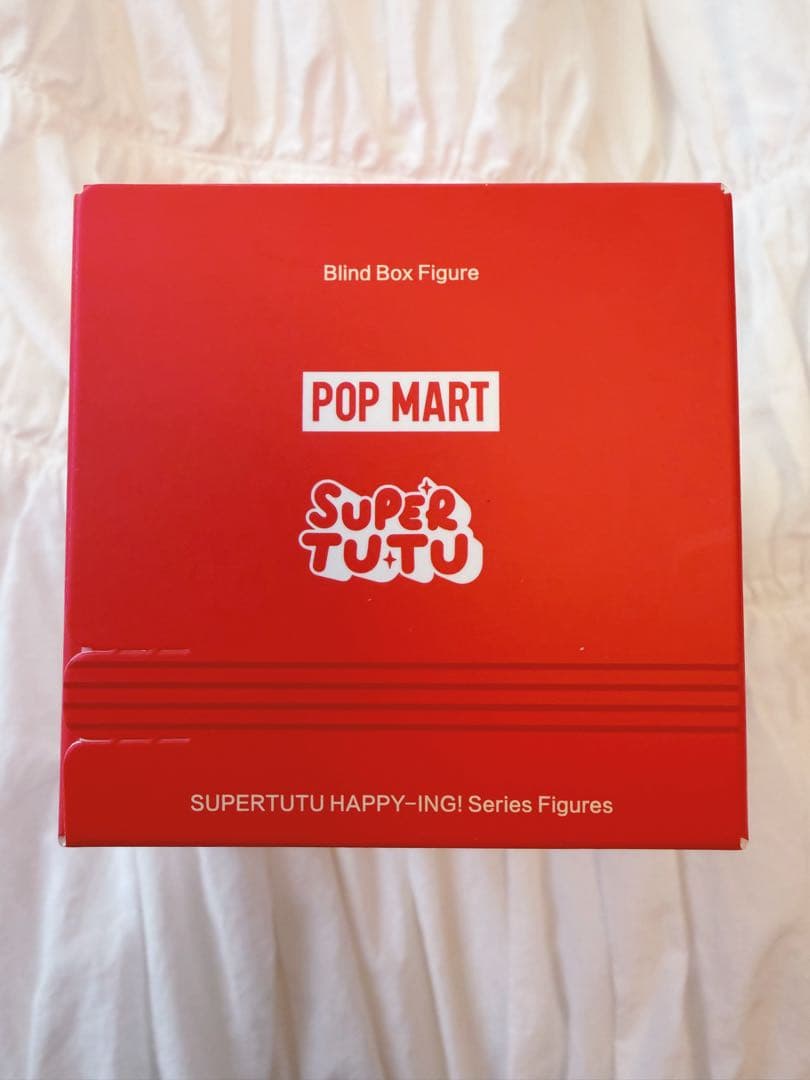 Blind Box Figure
POP MART
SUPER
TUTU
SUPERTUTU HAPPY-ING! Series Figures